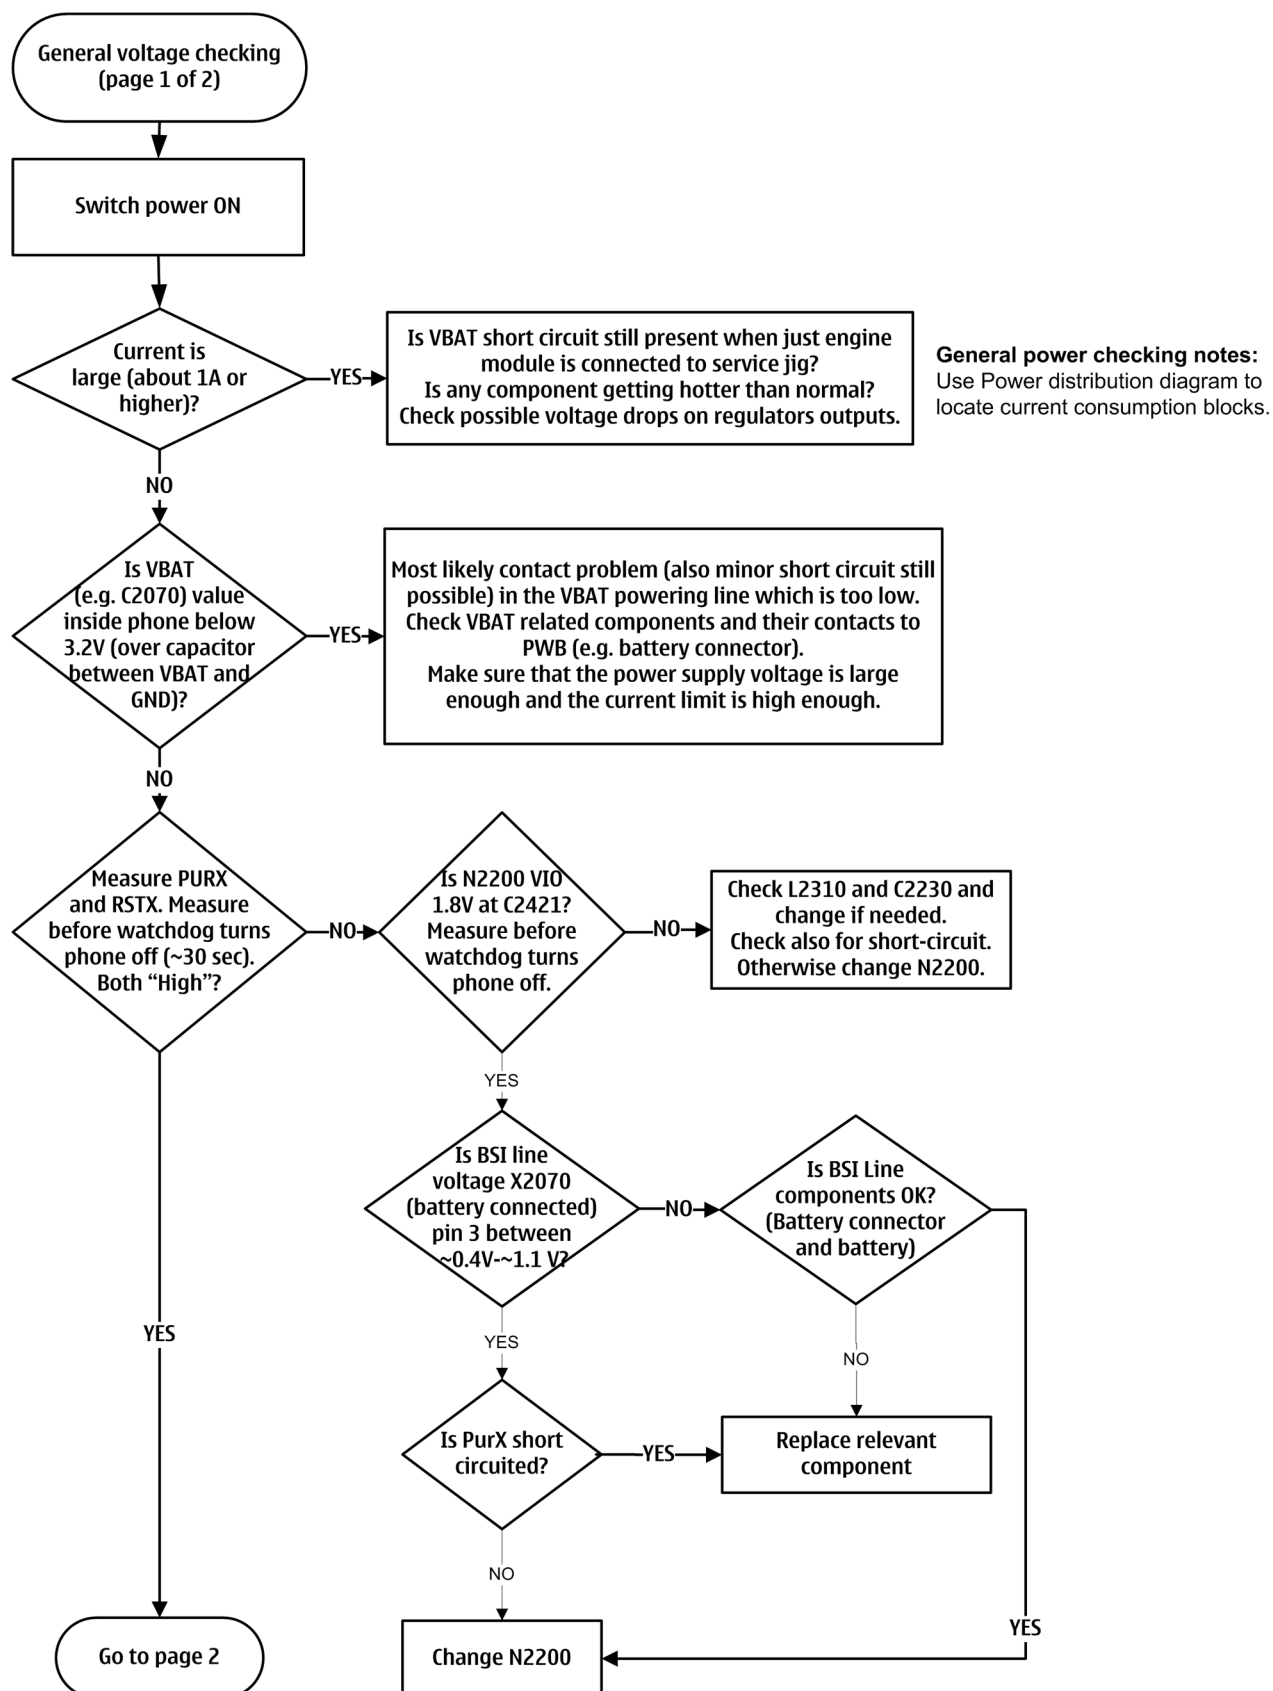 General voltage checking
(page 1 of 2)
Switch power ON
Current is
large (about 1A or
higher)?
YES
Is VBAT short circuit still present when just engine
module is connected to service jig?
Is any component getting hotter than normal?
Check possible voltage drops on regulators outputs.
General power checking notes:
Use Power distribution diagram to
locate current consumption blocks.
NO
Is VBAT
(e.g. C2070) value
inside phone below
3.2V (over capacitor
between VBAT and
GND)?
YES
Most likely contact problem (also minor short circuit still
possible) in the VBAT powering line which is too low.
Check VBAT related components and their contacts to
PWB (e.g. battery connector).
Make sure that the power supply voltage is large
enough and the current limit is high enough.
NO
Measure PURX
and RSTX. Measure
before watchdog turns
phone off (~30 sec).
Both “High”?
NO
Is N2200 VIO
1.8V at C2421?
Measure before
watchdog turns
phone off.
NO
Check L2310 and C2230 and
change if needed.
Check also for short-circuit.
Otherwise change N2200.
YES
Is BSI line
voltage X2070
(battery connected)
pin 3 between
~0.4V-~1.1 V?
NO
Is BSI Line
components OK?
(Battery connector
and battery)
YES
YES
NO
Is PurX short
circuited?
YES
Replace relevant
component
NO
YES
Go to page 2
Change N2200